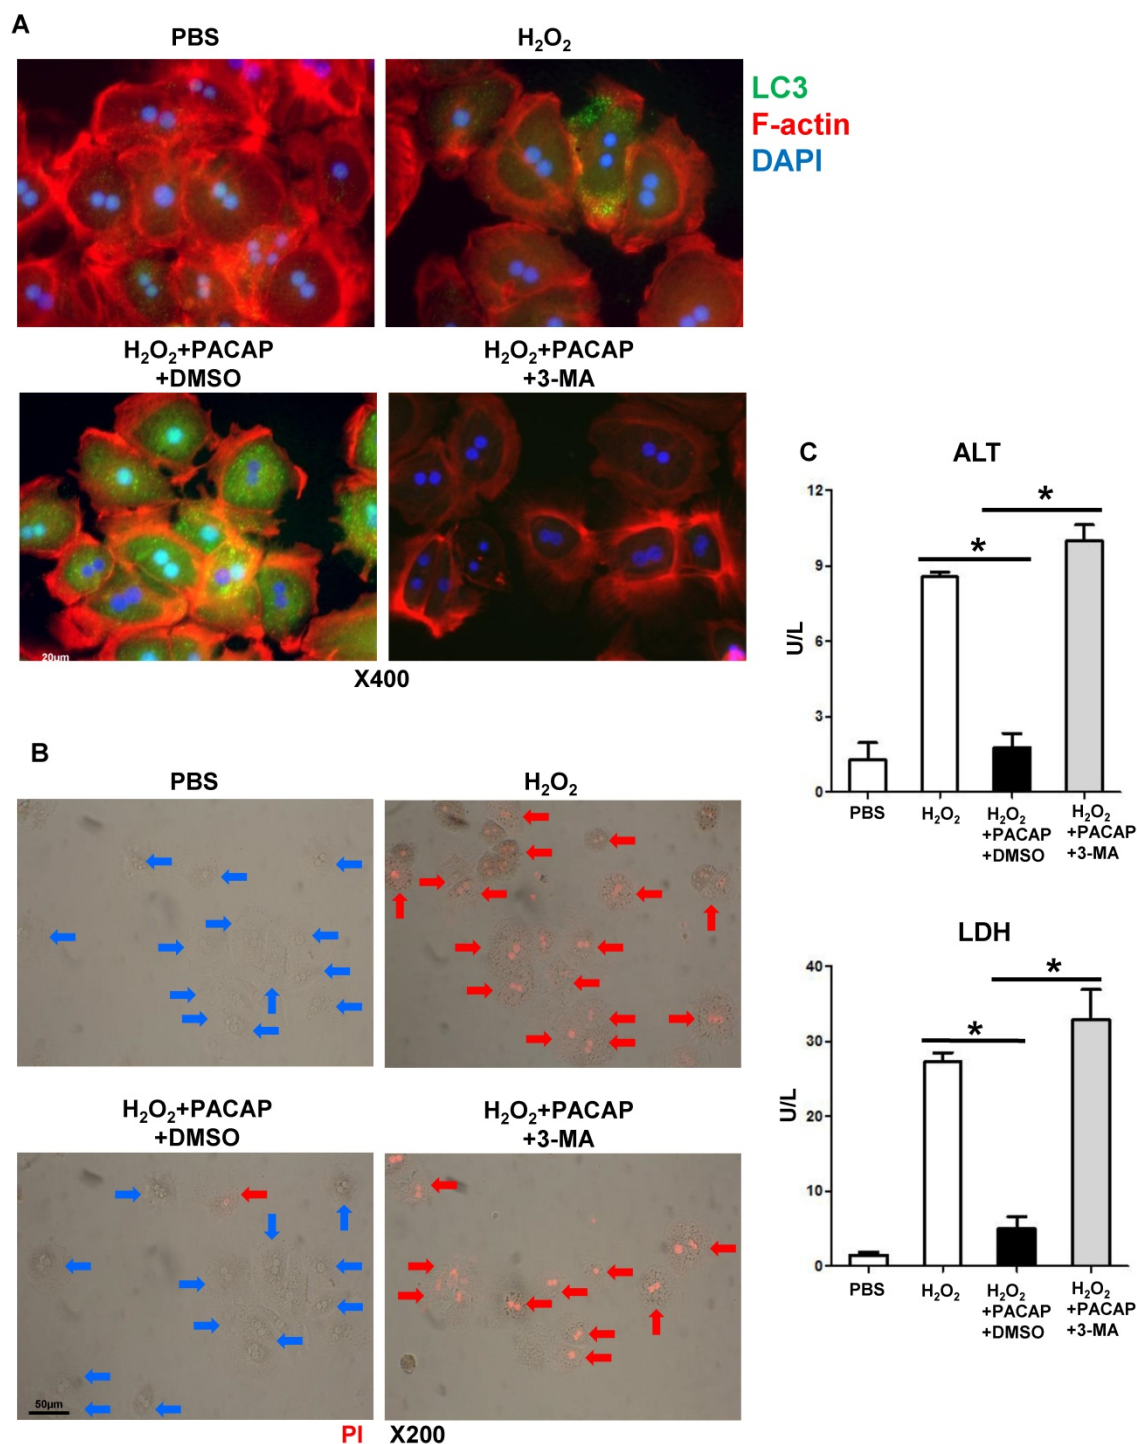 A
PBS
H₂O₂
LC3
F-actin
DAPI
H₂O₂+PACAP
+DMSO
H₂O₂+PACAP
+3-MA
20μm
X400
B
PBS
H₂O₂
H₂O₂+PACAP
+DMSO
H₂O₂+PACAP
+3-MA
50μm
PI
X200
C
ALT
12
9
6
3
0
U/L
*
*
PBS
H₂O₂
H₂O₂
+PACAP
+DMSO
H₂O₂
+PACAP
+3-MA
LDH
40
30
20
10
0
U/L
*
*
PBS
H₂O₂
H₂O₂
+PACAP
+DMSO
H₂O₂
+PACAP
+3-MA